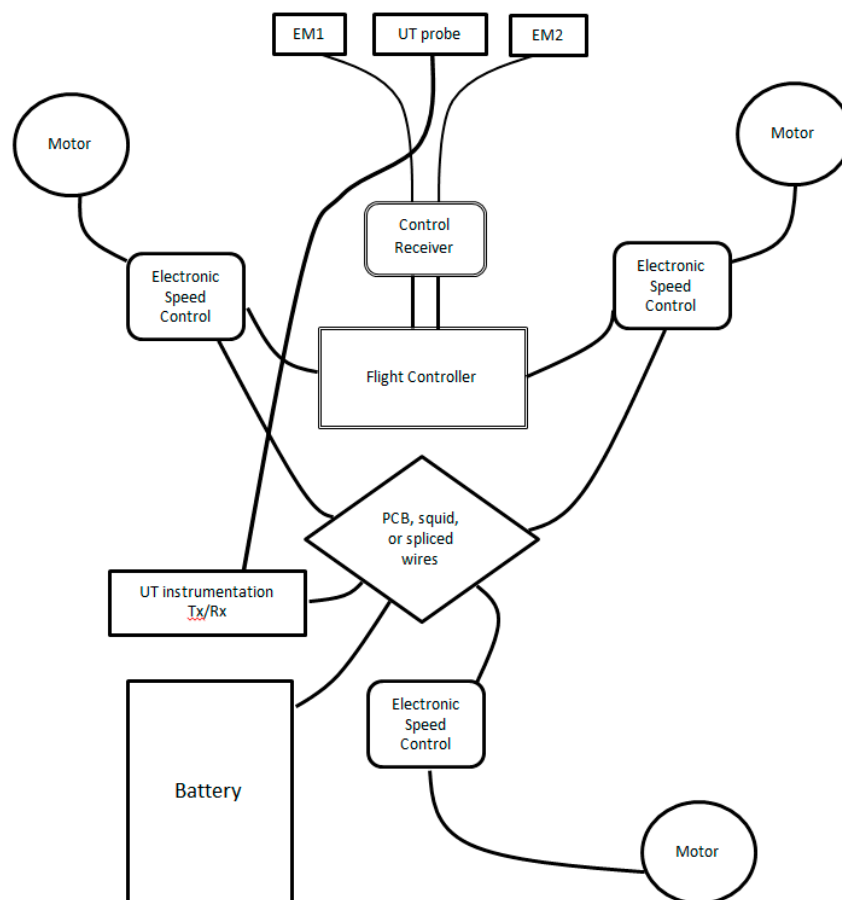 EM1
UT probe
EM2
Motor
Motor
Control
Receiver
Electronic
Speed
Control
Electronic
Speed
Control
Flight Controller
PCB, squid,
or spliced
wires
UT instrumentation
Tx/Rx
Electronic
Speed
Control
Battery
Motor